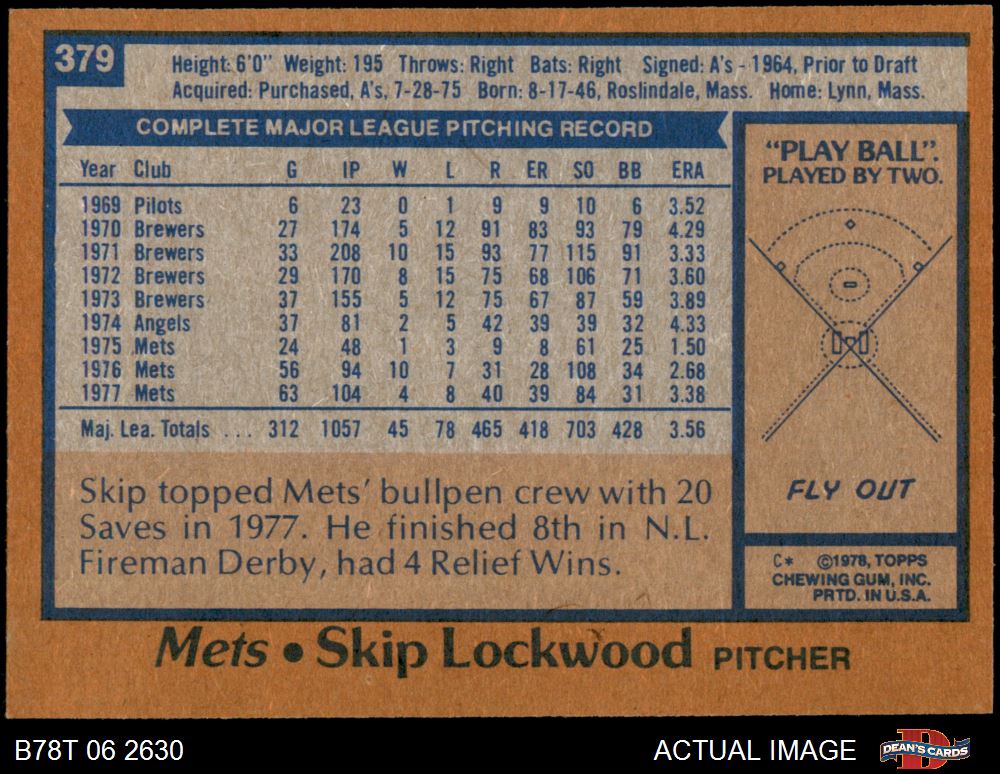 379
Height: 6'0" Weight: 195 Throws: Right Bats: Right Signed: A's - 1964, Prior to Draft
Acquired: Purchased, A's, 7-28-75 Born: 8-17-46, Roslindale, Mass. Home: Lynn, Mass.
COMPLETE MAJOR LEAGUE PITCHING RECORD
Year Club G IP W L R ER SO BB ERA
1969 Pilots 6 23 0 1 9 9 10 6 3.52
1970 Brewers 27 174 5 12 91 83 93 79 4.29
1971 Brewers 33 208 10 15 93 77 115 91 3.33
1972 Brewers 29 170 8 15 75 68 106 71 3.60
1973 Brewers 37 155 5 12 75 67 87 59 3.89
1974 Angels 37 81 2 5 42 39 39 32 4.33
1975 Mets 24 48 1 3 9 8 61 25 1.50
1976 Mets 56 94 10 7 31 28 108 34 2.68
1977 Mets 63 104 4 8 40 39 84 31 3.38
Maj. Lea. Totals ... 312 1057 45 78 465 418 703 428 3.56
Skip topped Mets' bullpen crew with 20
Saves in 1977. He finished 8th in N.L.
Fireman Derby, had 4 Relief Wins.
"PLAY BALL".
PLAYED BY TWO.
FLY OUT
C* ©1978, TOPPS
CHEWING GUM, INC.
PRTD. IN U.S.A.
Mets • Skip Lockwood PITCHER
B78T 06 2630
ACTUAL IMAGE
DEAN'S CARDS